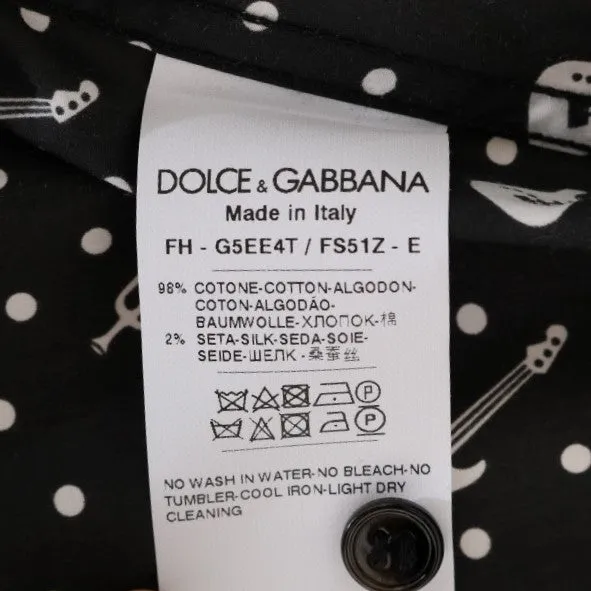 DOLCE & GABBANA
Made in Italy
FH - G5EE4T / FS51Z - E
98% COTONE-COTTON-ALGODON-
COTON-ALGODÃO-
BAUMWOLLE-ХЛОПОК-棉
2% SETA-SILK-SEDA-SOIE-
SEIDE-ШЕЛК-桑蚕丝
P
P
NO WASH IN WATER-NO BLEACH-NO
TUMBLER-COOL IRON-LIGHT DRY
CLEANING